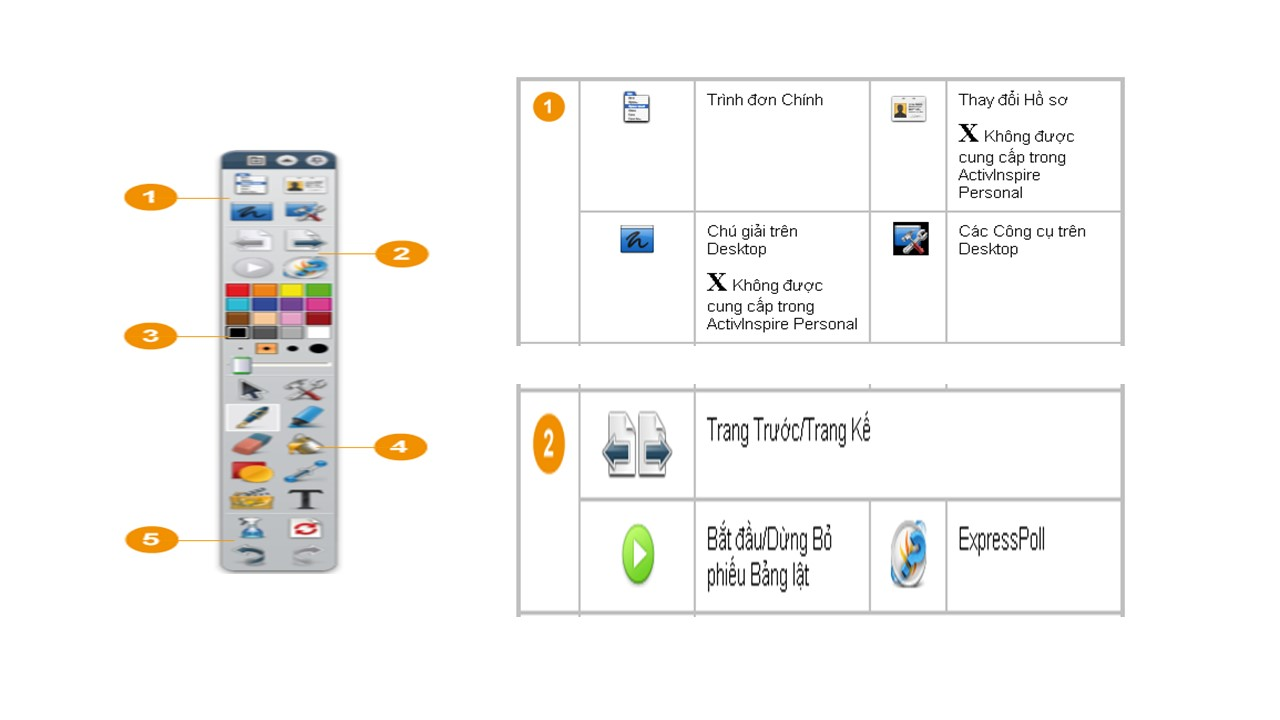 1
2
3
4
5
T
1
Trình đơn Chính
Thay đổi Hồ sơ
X Không được
cung cấp trong
ActivInspire
Personal
Chú giải trên
Desktop
X Không được
cung cấp trong
ActivInspire Personal
Các Công cụ trên
Desktop
2
Trang Trước/Trang Kế
Bắt đầu/Dừng Bỏ
phiếu Bảng lật
ExpressPoll